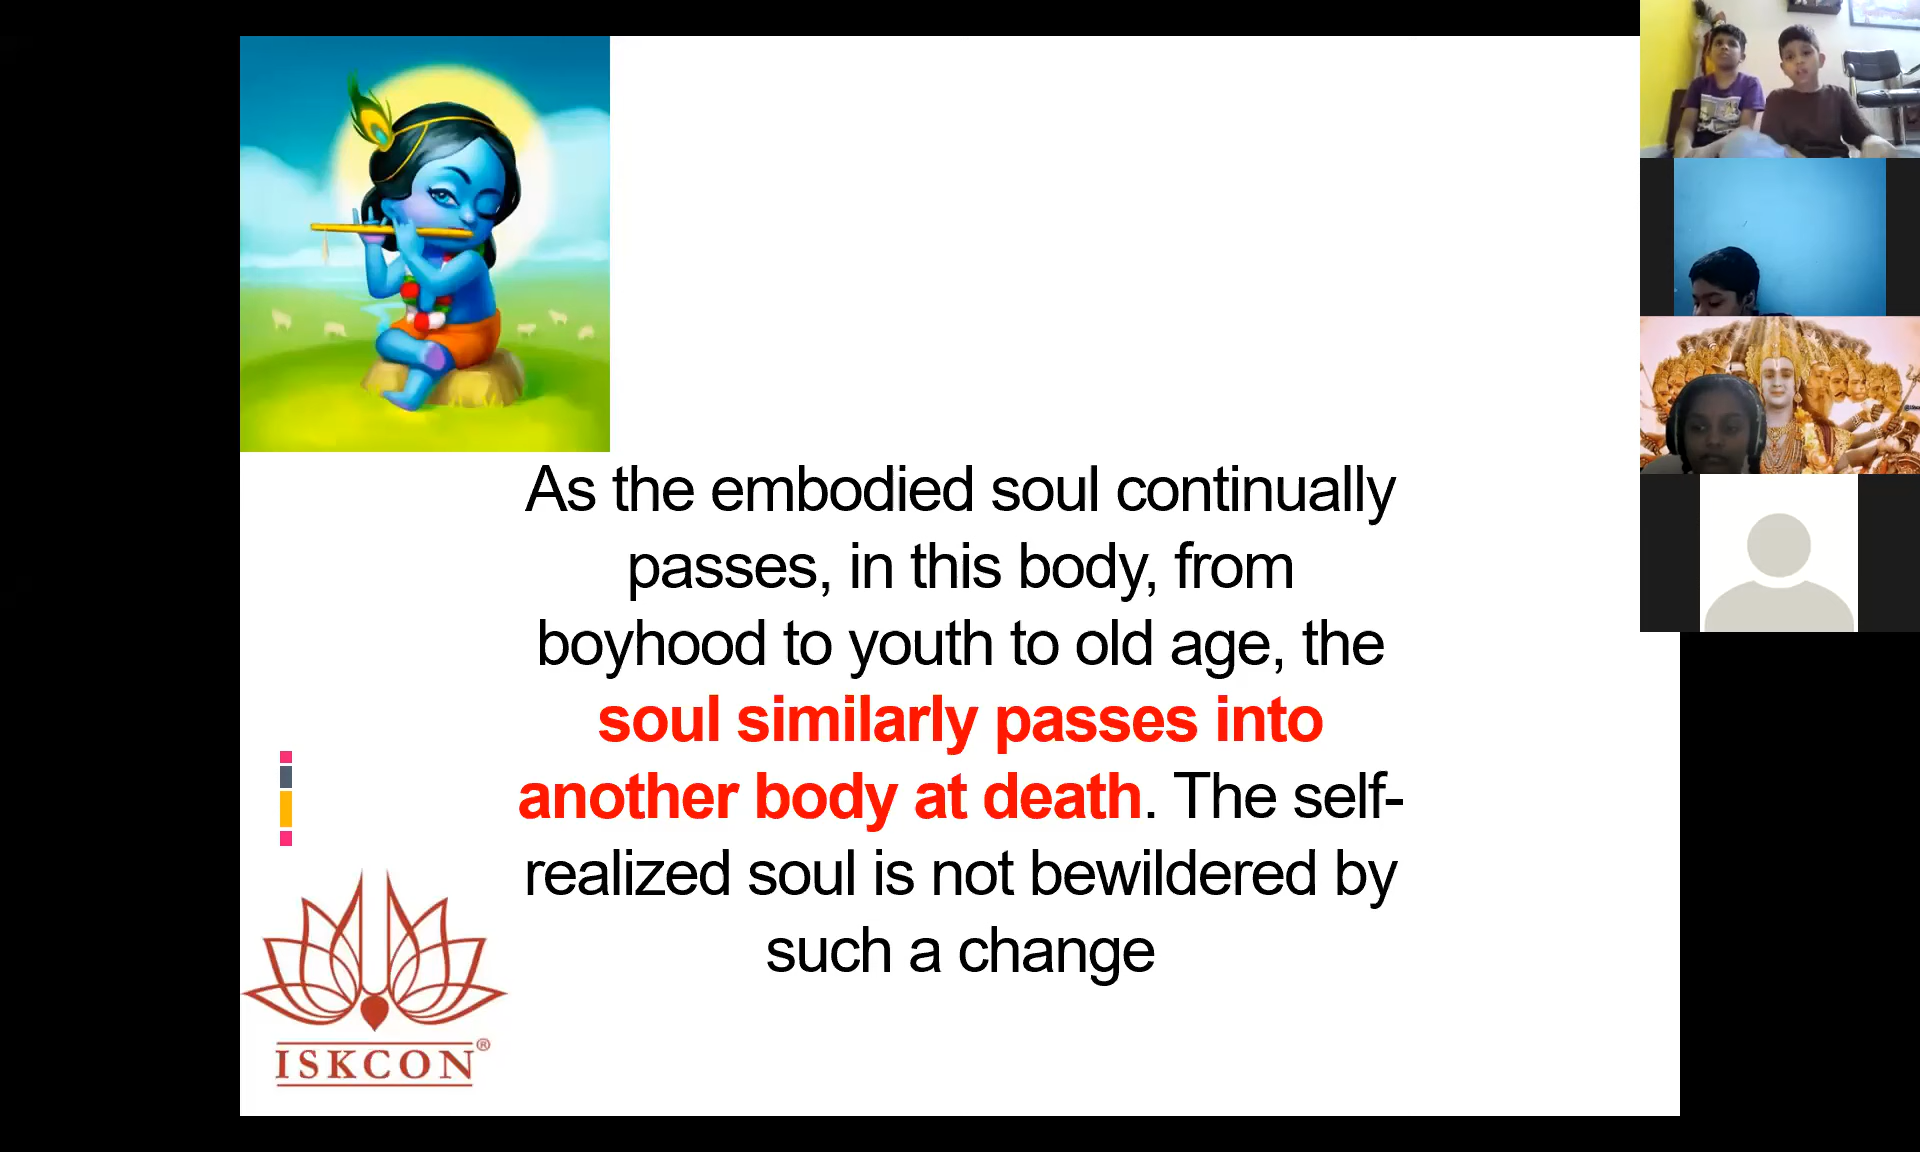 As the embodied soul continually
passes, in this body, from
boyhood to youth to old age, the
soul similarly passes into
another body at death. The self-
realized soul is not bewildered by
such a change
ISKCON®